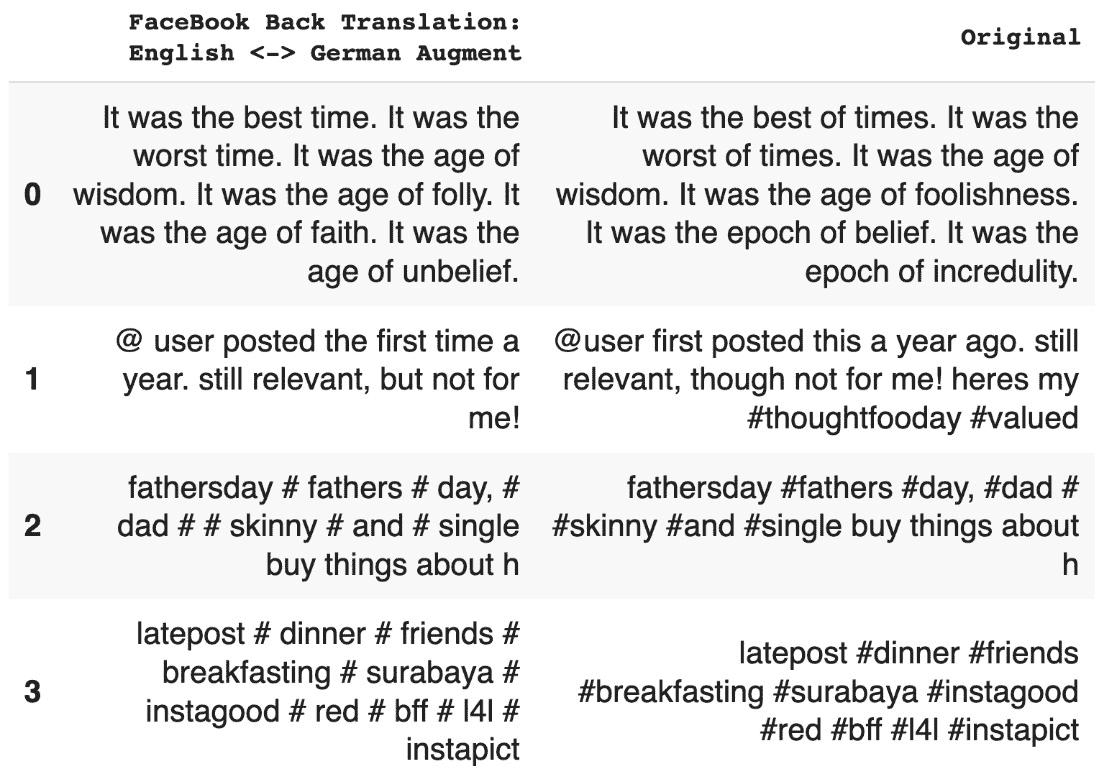 FaceBook Back Translation:
English <-> German Augment
Original
0
It was the best time. It was the
worst time. It was the age of
wisdom. It was the age of folly. It
was the age of faith. It was the
age of unbelief.
It was the best of times. It was the
worst of times. It was the age of
wisdom. It was the age of foolishness.
It was the epoch of belief. It was the
epoch of incredulity.
1
@ user posted the first time a
year. still relevant, but not for
me!
@user first posted this a year ago. still
relevant, though not for me! heres my
#thoughtfooday #valued
2
fathersday # fathers # day, #
dad # # skinny # and # single
buy things about h
fathersday #fathers #day, #dad #
#skinny #and #single buy things about
h
3
latepost # dinner # friends #
breakfasting # surabaya #
instagood # red # bff # l4l #
instapict
latepost #dinner #friends
#breakfasting #surabaya #instagood
#red #bff #l4l #instapict